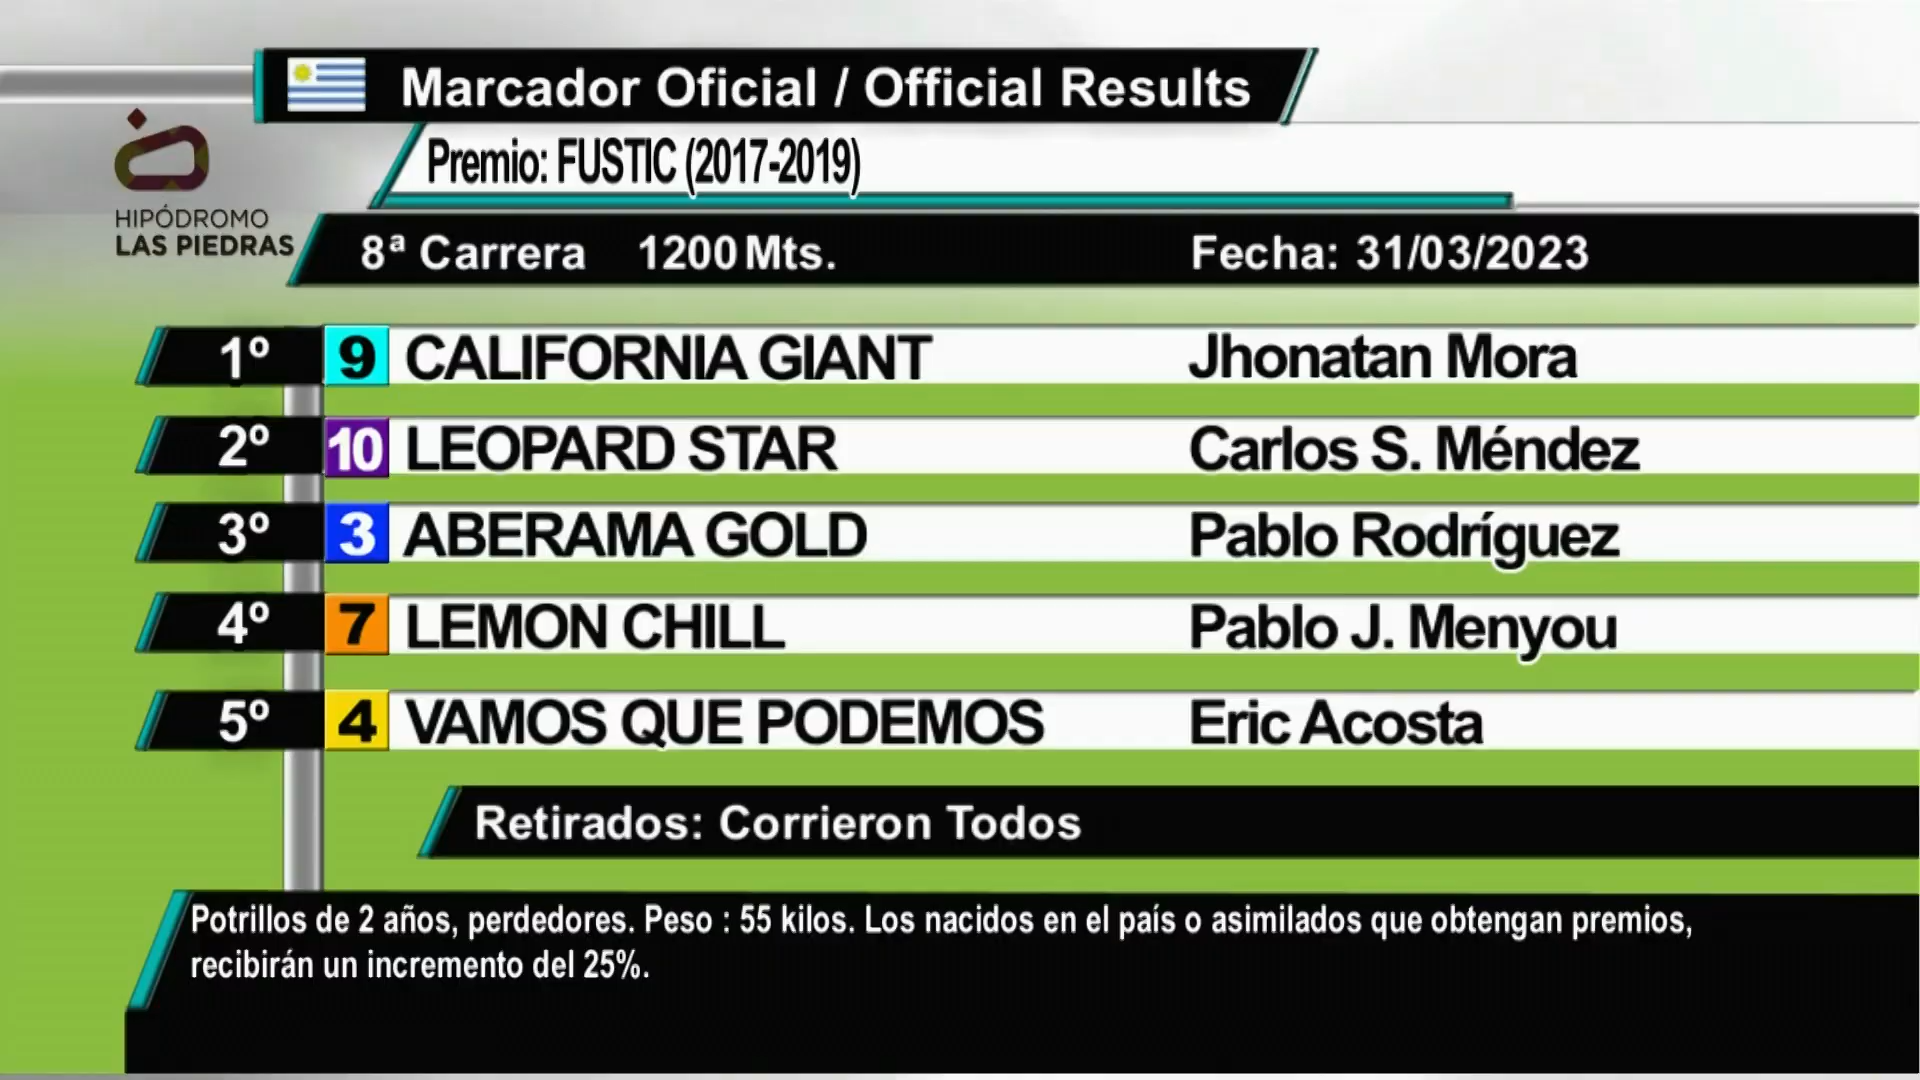 Marcador Oficial / Official Results
Premio: FUSTIC (2017-2019)
HIPÓDROMO
LAS PIEDRAS
8ª Carrera 1200 Mts. Fecha: 31/03/2023
1º 9 CALIFORNIA GIANT Jhonatan Mora
2º 10 LEOPARD STAR Carlos S. Méndez
3º 3 ABERAMA GOLD Pablo Rodríguez
4º 7 LEMON CHILL Pablo J. Menyou
5º 4 VAMOS QUE PODEMOS Eric Acosta
Retirados: Corrieron Todos
Potrillos de 2 años, perdedores. Peso : 55 kilos. Los nacidos en el país o asimilados que obtengan premios,
recibirán un incremento del 25%.